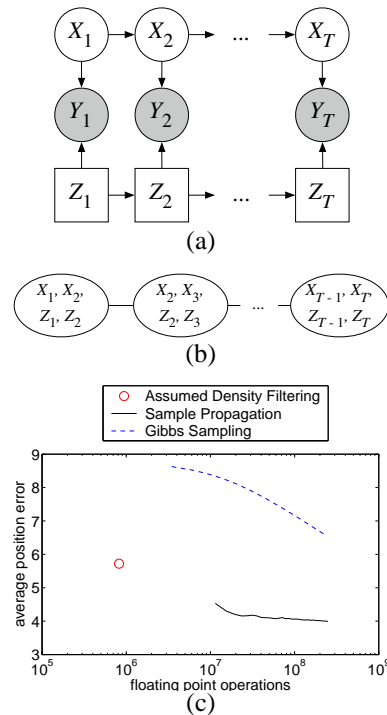 X1 X2 ... XT
Y1 Y2 YT
Z1 Z2 ... ZT
(a)
X1, X2, X2, X3, XT - 1, XT,
Z1, Z2 Z2, Z3 ... ZT - 1, ZT
(b)
Assumed Density Filtering
Sample Propagation
Gibbs Sampling
9
8
7
6
5
4
3
average position error
10^5 10^6 10^7 10^8 10^9
floating point operations
(c)